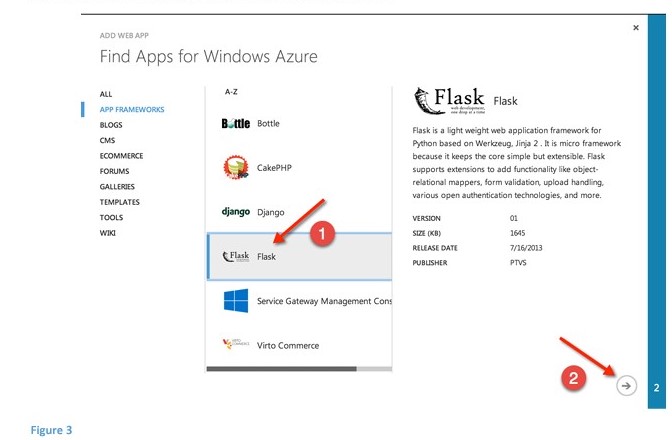 ADD WEB APP
Find Apps for Windows Azure
×
ALL
APP FRAMEWORKS
BLOGS
CMS
ECOMMERCE
FORUMS
GALLERIES
TEMPLATES
TOOLS
WIKI
A-Z
Bottle Bottle
CakePHP
django Django
Flask Flask
Service Gateway Management Cons
Virto Commerce
1
Flask
web development,
one drop at a time
Flask
Flask is a light weight web application framework for
Python based on Werkzeug, Jinja 2 . It is micro framework
because it keeps the core simple but extensible. Flask
supports extensions to add functionality like object-
relational mappers, form validation, upload handling,
various open authentication technologies, and more.
VERSION 01
SIZE (KB) 1645
RELEASE DATE 7/16/2013
PUBLISHER PTVS
2
2
Figure 3